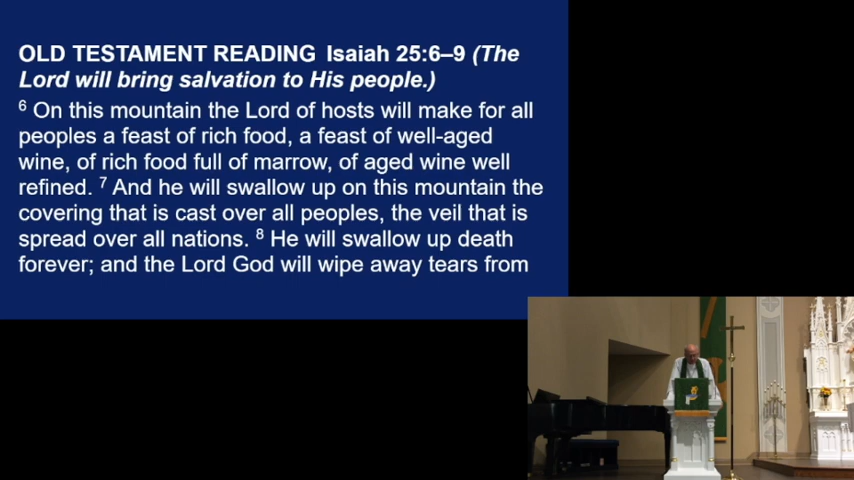 OLD TESTAMENT READING Isaiah 25:6–9 (The
Lord will bring salvation to His people.)
6 On this mountain the Lord of hosts will make for all
peoples a feast of rich food, a feast of well-aged
wine, of rich food full of marrow, of aged wine well
refined. 7 And he will swallow up on this mountain the
covering that is cast over all peoples, the veil that is
spread over all nations. 8 He will swallow up death
forever; and the Lord God will wipe away tears from